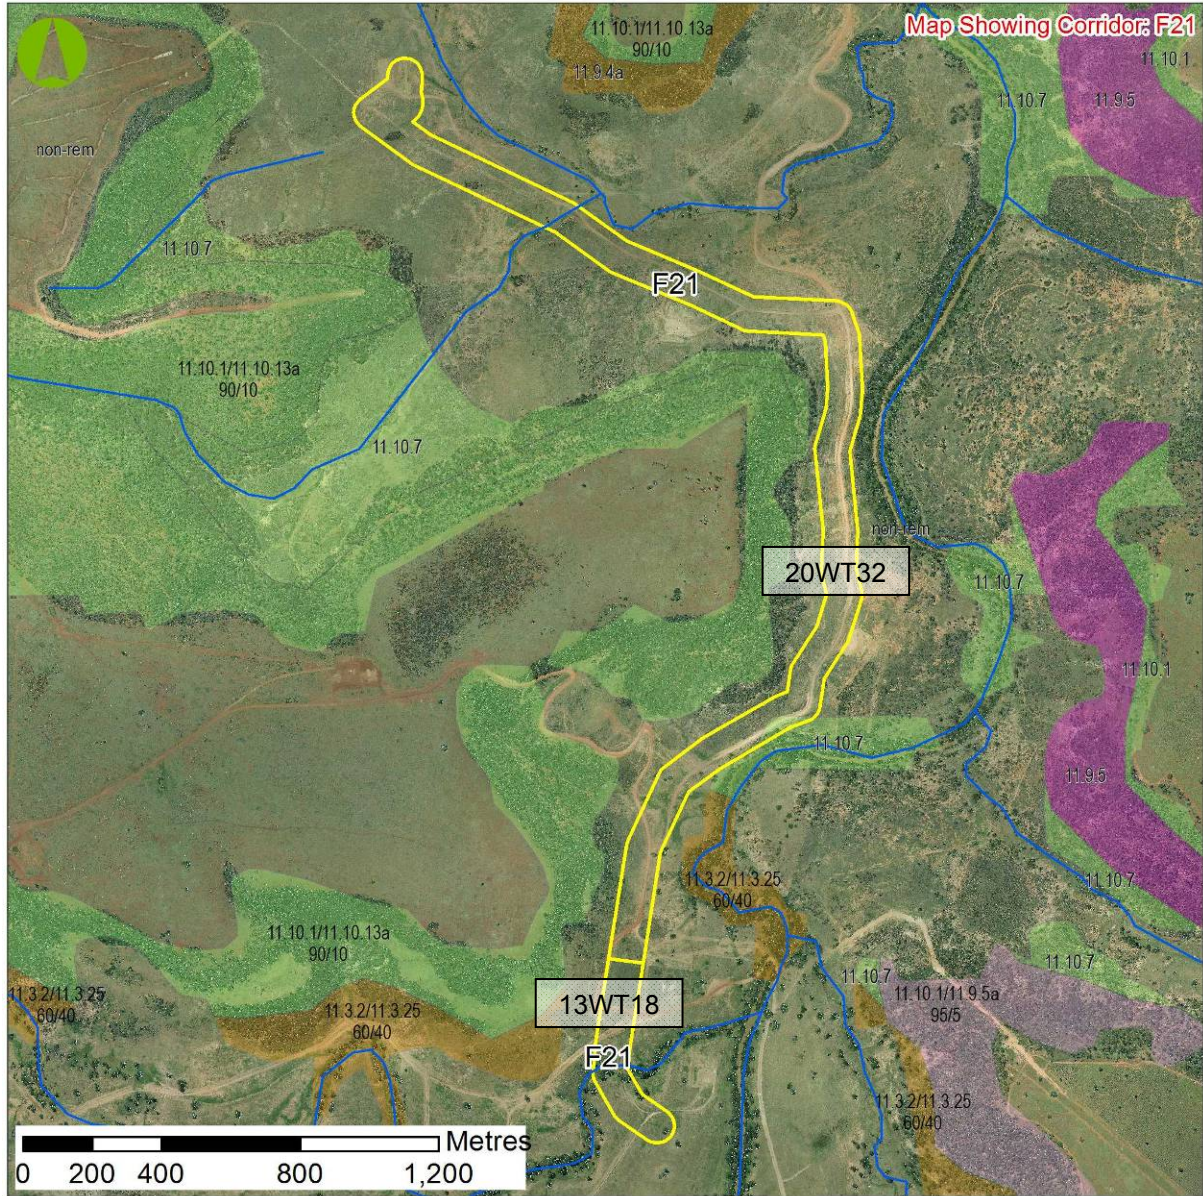 Map Showing Corridor: F21
11.10.1/11.10.13a
90/10
11.9.4a
11.10.1
11.10.7
11.9.5
non-rem
11.10.7
F21
11.10.1/11.10.13a
90/10
11.10.7
non-rem
20WT32
11.10.7
11.10.1
11.10.7
11.9.5
11.3.2/11.3.25
60/40
11.10.7
11.10.1/11.10.13a
90/10
11.10.7
11.10.7
11.10.1/11.9.5a
95/5
11.3.2/11.3.25
60/40
11.3.2/11.3.25
60/40
13WT18
F21
11.3.2/11.3.25
60/40
Metres
0 200 400 800 1,200